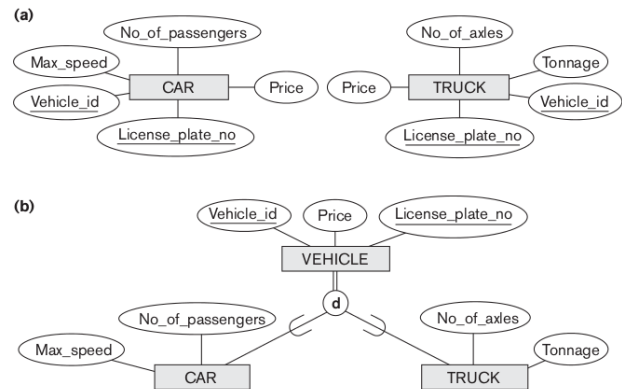 (a)
No_of_passengers
No_of_axles
Max_speed
Tonnage
CAR
Price
Price
TRUCK
Vehicle_id
Vehicle_id
License_plate_no
License_plate_no
(b)
Vehicle_id
Price
License_plate_no
VEHICLE
d
No_of_passengers
No_of_axles
Max_speed
Tonnage
CAR
TRUCK